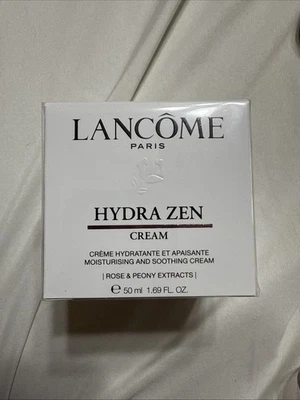 LANCÔME
PARIS
HYDRA ZEN
CREAM
CRÈME HYDRATANTE ET APAISANTE
MOISTURISING AND SOOTHING CREAM
| ROSE & PEONY EXTRACTS |
℮ 50 ml 1.69 FL. OZ.